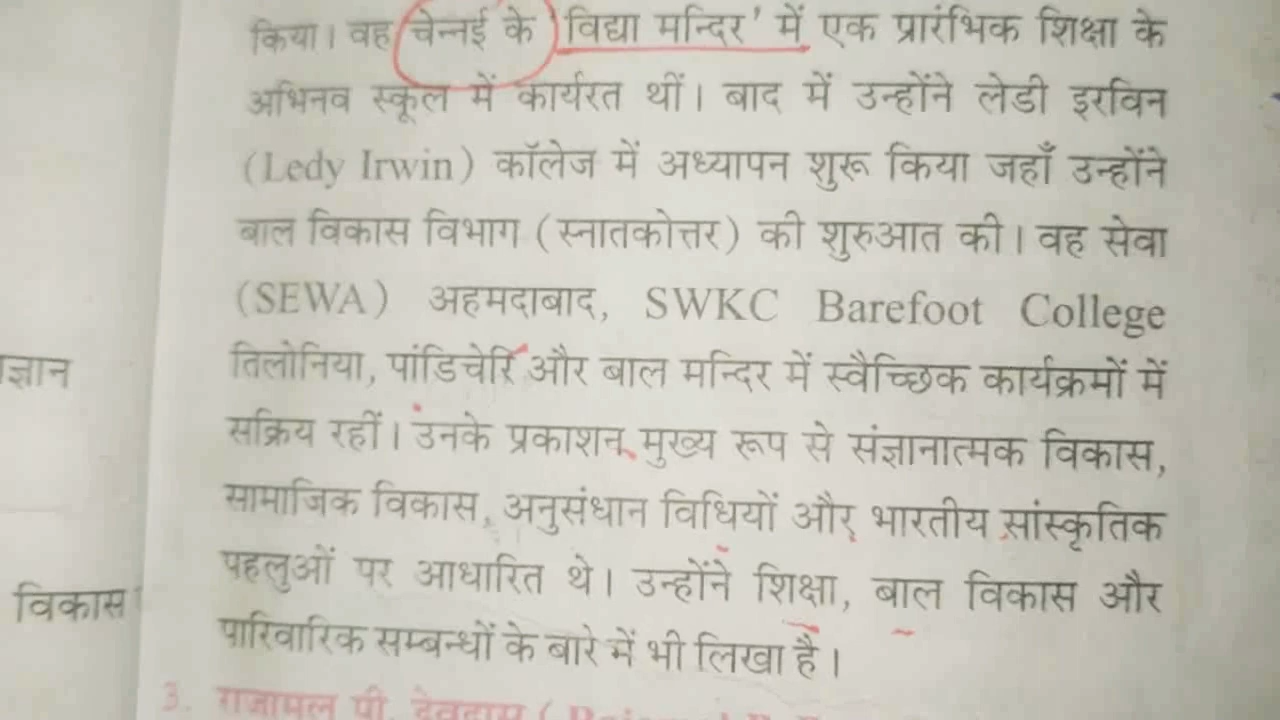 किया। वह चेन्नई के 'विद्या मन्दिर' में एक प्रारंभिक शिक्षा के
अभिनव स्कूल में कार्यरत थीं। बाद में उन्होंने लेडी इरविन
(Ledy Irwin) कॉलेज में अध्यापन शुरू किया जहाँ उन्होंने
बाल विकास विभाग (स्नातकोत्तर) की शुरुआत की। वह सेवा
(SEWA) अहमदाबाद, SWKC Barefoot College
तिलोनिया, पांडिचेरि और बाल मन्दिर में स्वैच्छिक कार्यक्रमों में
सक्रिय रहीं। उनके प्रकाशन मुख्य रूप से संज्ञानात्मक विकास,
सामाजिक विकास, अनुसंधान विधियों और भारतीय सांस्कृतिक
पहलुओं पर आधारित थे। उन्होंने शिक्षा, बाल विकास और
पारिवारिक सम्बन्धों के बारे में भी लिखा है।
ज्ञान
विकास
3. पी. देवदास (